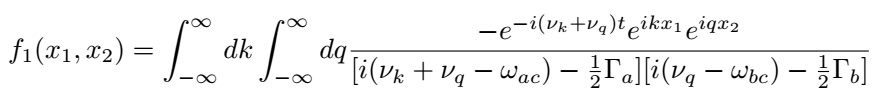 $f_1(x_1, x_2) = \int_{-\infty}^{\infty} dk \int_{-\infty}^{\infty} dq \frac{-e^{-i(\nu_k+\nu_q)t} e^{ikx_1} e^{iqx_2}}{[i(\nu_k + \nu_q - \omega_{ac}) - \frac{1}{2}\Gamma_a][i(\nu_q - \omega_{bc}) - \frac{1}{2}\Gamma_b]}$